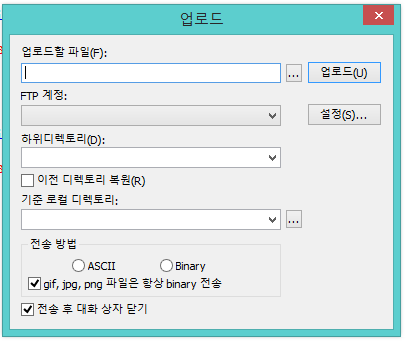 업로드
업로드할 파일(F):
... 업로드(U)
FTP 계정:
설정(S)...
하위디렉토리(D):
이전 디렉토리 복원(R)
기준 로컬 디렉토리:
...
전송 방법
ASCII Binary
gif, jpg, png 파일은 항상 binary 전송
전송 후 대화 상자 닫기